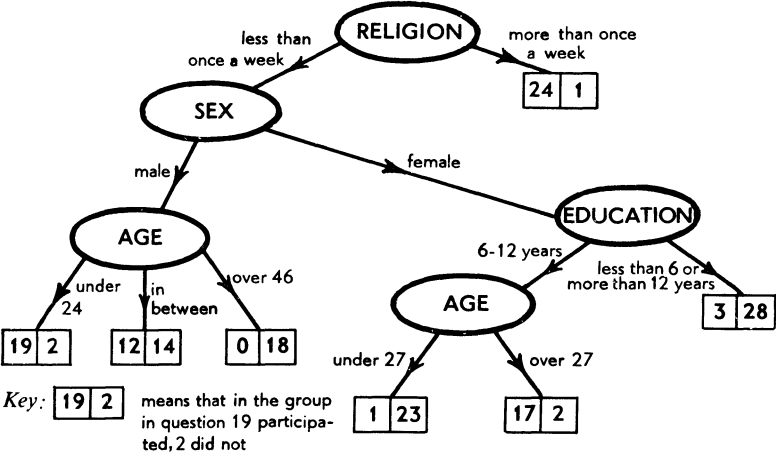 RELIGION
less than
once a week
more than once
a week
24 1
SEX
male
female
AGE
EDUCATION
under
24
in
between
over 46
6-12 years
less than 6 or
more than 12 years
AGE
3 28
19 2
12 14
0 18
under 27
over 27
1 23
17 2
Key: 19 2 means that in the group
in question 19 participa-
ted, 2 did not